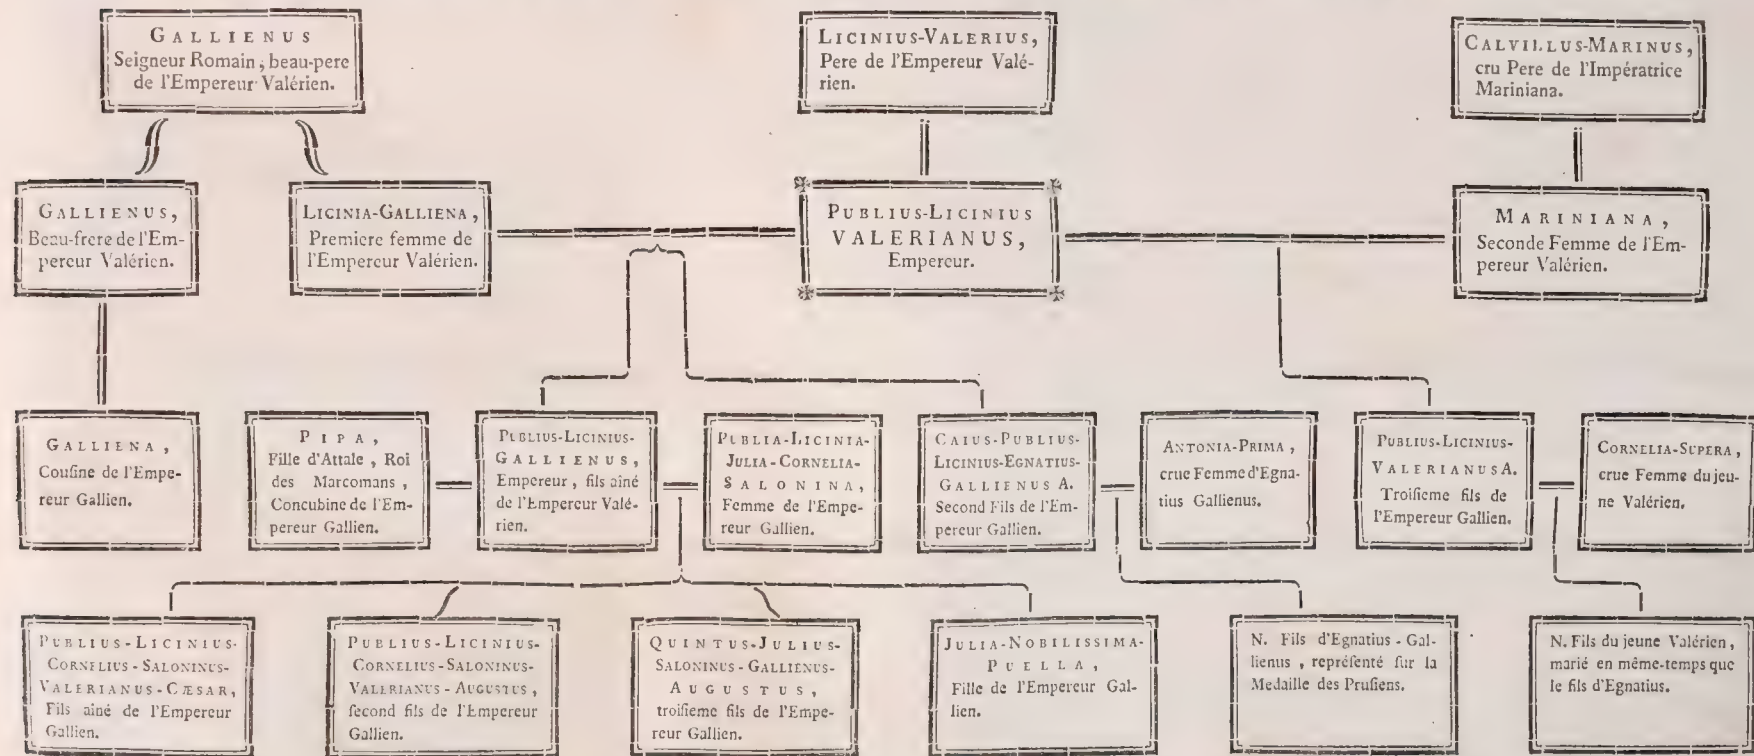 GALLIENUS
Seigneur Romain, beau-pere
de l'Empereur Valérien.
LICINIUS-VALERIUS,
Pere de l'Empereur Valé-
rien.
CALVILLUS-MARINUS,
cru Pere de l'Impératrice
Mariniana.
GALLIENUS,
Beau-frere de l'Em-
pereur Valérien.
LICINIA-GALLIENA,
Premiere femme de
l'Empereur Valérien.
PUBLIUS-LICINIUS
VALERIANUS,
Empereur.
MARINIANA,
Seconde Femme de l'Em-
pereur Valérien.
GALLIENA,
Cousine de l'Empe-
reur Gallien.
PIPA,
Fille d'Attale, Roi
des Marcomans,
Concubine de l'Em-
pereur Gallien.
PUBLIUS-LICINIUS-
GALLIENUS,
Empereur, fils aîné
de l'Empereur Valé-
rien.
PUBLIA-LICINIA-
JULIA-CORNELIA-
SALONINA,
Femme de l'Empe-
reur Gallien.
CAIUS-PUBLIUS-
LICINIUS-EGNATIUS-
GALLIENUS A.
Second Fils de l'Em-
pereur Gallien.
ANTONIA-PRIMA,
crue Femme d'Egna-
tius Gallienus.
PUBLIUS-LICINIUS-
VALERIANUS A.
Troisieme fils de
l'Empereur Gallien.
CORNELIA-SUPERA,
crue Femme du jeu-
ne Valérien.
PUBLIUS-LICINIUS-
CORNELIUS-SALONINUS-
VALERIANUS-CÆSAR,
Fils aîné de l'Empereur
Gallien.
PUBLIUS-LICINIUS-
CORNELIUS-SALONINUS-
VALERIANUS-AUGUSTUS,
second fils de l'Empereur
Gallien.
QUINTUS-JULIUS-
SALONINUS-GALLIENUS-
AUGUSTUS,
troisieme fils de l'Empe-
reur Gallien.
JULIA-NOBILISSIMA-
PUELLA,
Fille de l'Empereur Gal-
lien.
N. Fils d'Egnatius-Gal-
lienus, représenté sur la
Medaille des Prusiens.
N. Fils du jeune Valérien,
marié en même-temps que
le fils d'Egnatius.